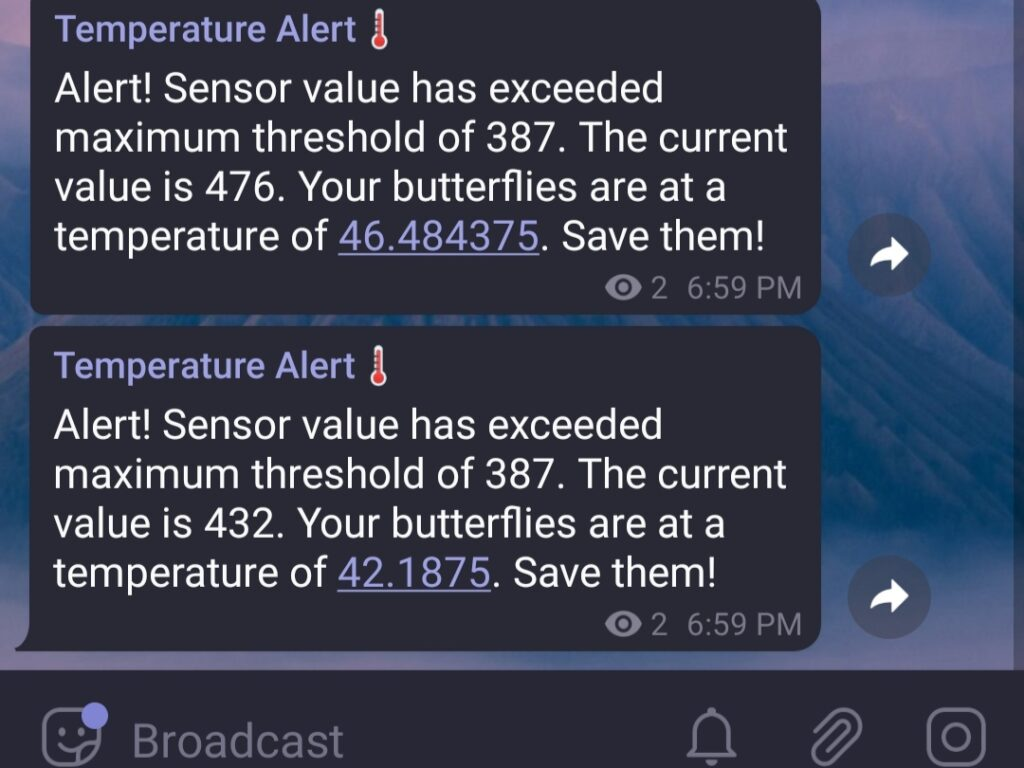 Temperature Alert🌡
Alert! Sensor value has exceeded
maximum threshold of 387. The current
value is 476. Your butterflies are at a
temperature of 46.484375. Save them!
2 6:59 PM
Temperature Alert🌡
Alert! Sensor value has exceeded
maximum threshold of 387. The current
value is 432. Your butterflies are at a
temperature of 42.1875. Save them!
2 6:59 PM
Broadcast